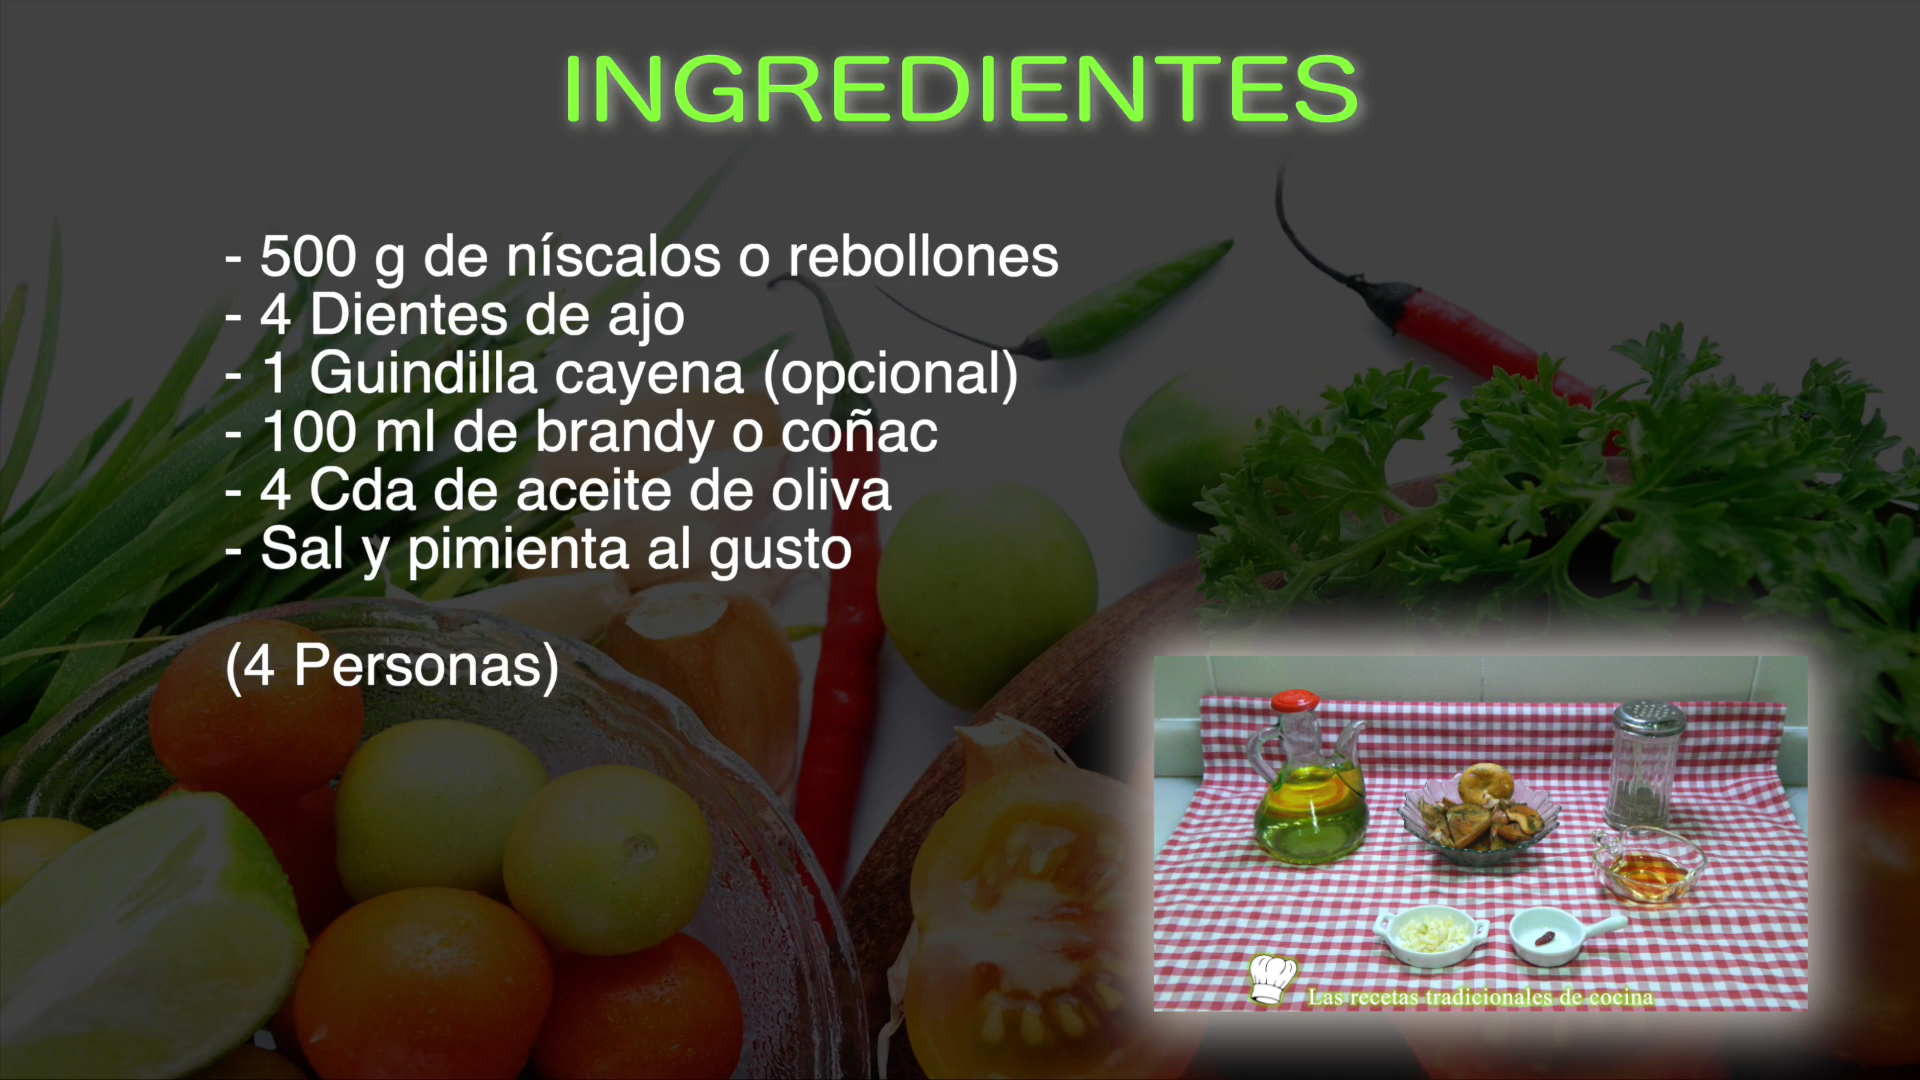 INGREDIENTES
- 500 g de níscalos o rebollones
- 4 Dientes de ajo
- 1 Guindilla cayena (opcional)
- 100 ml de brandy o coñac
- 4 Cda de aceite de oliva
- Sal y pimienta al gusto
(4 Personas)
Las recetas tradicionales de cocina